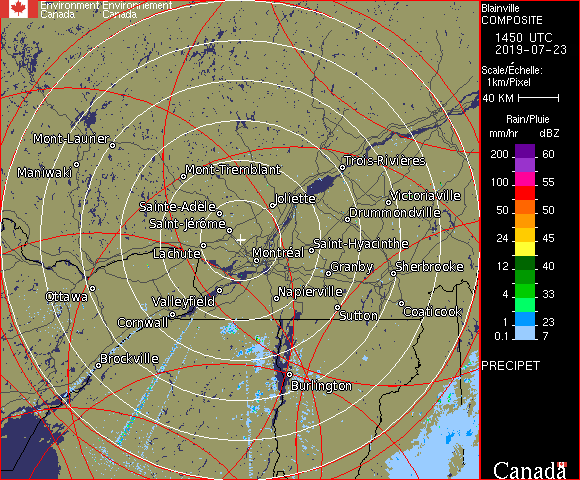 Environment Environnement
Canada Canada
Blainville
COMPOSITE
1450 UTC
2019-07-23
Scale/Échelle:
1km/Pixel
40 KM
Rain/Pluie
mm/hr dBZ
200 60
100 55
50 50
24 45
12 40
4 33
1 23
0.1 7
PRECIPET
Mont-Laurier
Maniwaki
Mont-Tremblant
Trois-Rivières
Joliette
Victoriaville
Sainte-Adèle
Drummondville
Saint-Jérôme
Saint-Hyacinthe
Lachute
Montréal
Granby
Sherbrooke
Ottawa
Valleyfield
Napierville
Cornwall
Sutton
Coaticook
Brockville
Burlington
Canada